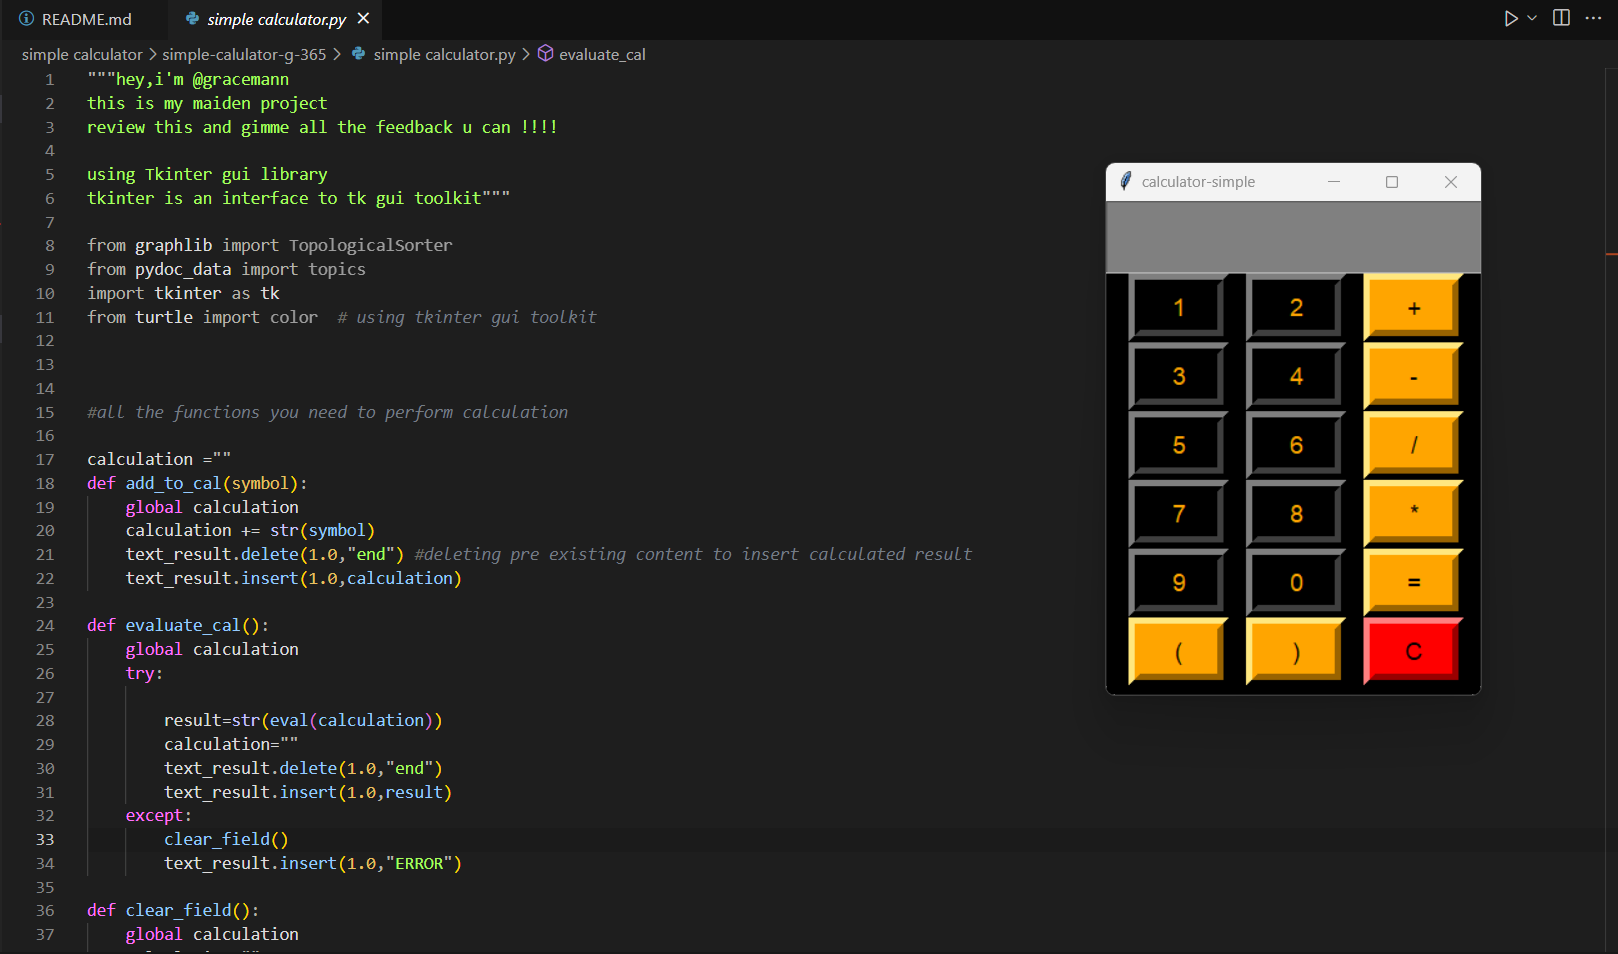 README.md
simple calculator.py
simple calculator > simple-calulator-g-365 > simple calculator.py > evaluate_cal
1 """hey,i'm @gracemann
2 this is my maiden project
3 review this and gimme all the feedback u can !!!!
4
5 using Tkinter gui library
6 tkinter is an interface to tk gui toolkit"""
7
8 from graphlib import TopologicalSorter
9 from pydoc_data import topics
10 import tkinter as tk
11 from turtle import color  # using tkinter gui toolkit
12
13
14
15 #all the functions you need to perform calculation
16
17 calculation =""
18 def add_to_cal(symbol):
19     global calculation
20     calculation += str(symbol)
21     text_result.delete(1.0,"end") #deleting pre existing content to insert calculated result
22     text_result.insert(1.0,calculation)
23
24 def evaluate_cal():
25     global calculation
26     try:
27
28         result=str(eval(calculation))
29         calculation=""
30         text_result.delete(1.0,"end")
31         text_result.insert(1.0,result)
32     except:
33         clear_field()
34         text_result.insert(1.0,"ERROR")
35
36 def clear_field():
37     global calculation
calculator-simple
1 2 +
3 4 -
5 6 /
7 8 *
9 0 =
( ) C